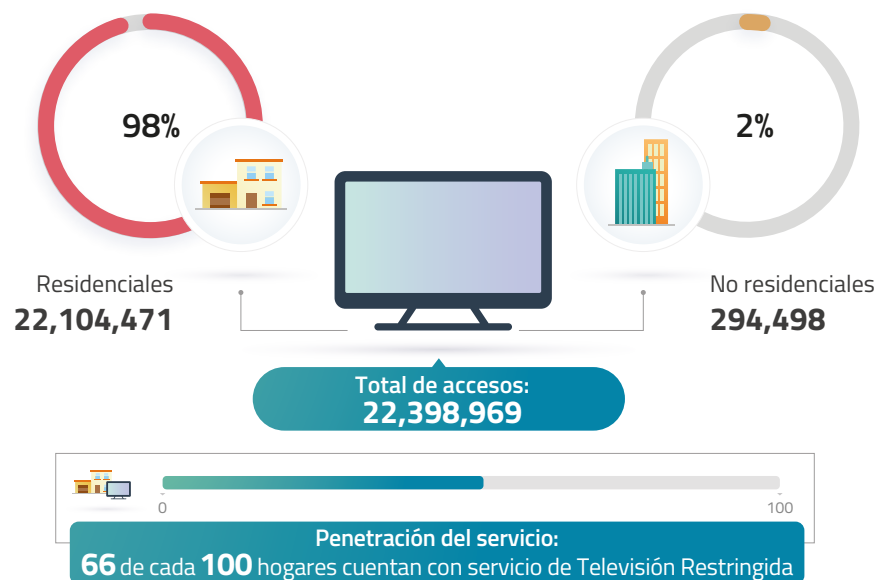 98%
2%
Residenciales
22,104,471
No residenciales
294,498
Total de accesos:
22,398,969
0
100
Penetración del servicio:
66 de cada 100 hogares cuentan con servicio de Televisión Restringida